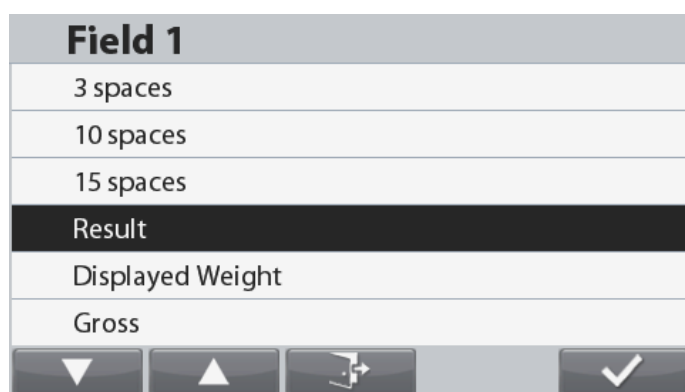 Field 1
3 spaces
10 spaces
15 spaces
Result
Displayed Weight
Gross